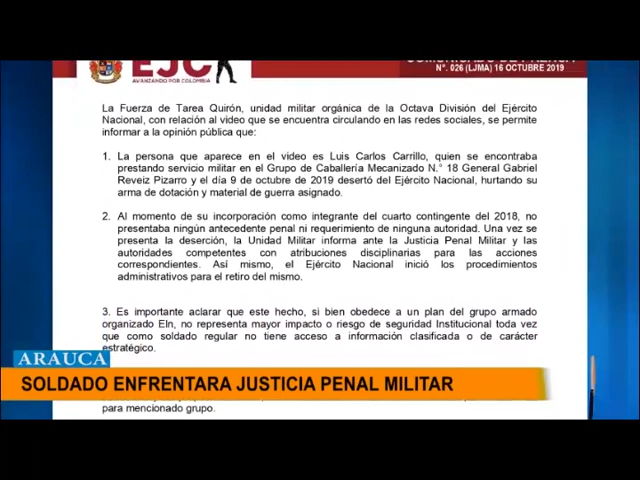 EJC
AVANZANDO POR COLOMBIA
COMUNICADO DE PRENSA
N°. 026 (LJMA) 16 OCTUBRE 2019
La Fuerza de Tarea Quirón, unidad militar orgánica de la Octava División del Ejército
Nacional, con relación al video que se encuentra circulando en las redes sociales, se permite
informar a la opinión pública que:
1. La persona que aparece en el video es Luis Carlos Carrillo, quien se encontraba
prestando servicio militar en el Grupo de Caballería Mecanizado N.° 18 General Gabriel
Reveiz Pizarro y el día 9 de octubre de 2019 desertó del Ejército Nacional, hurtando su
arma de dotación y material de guerra asignado.
2. Al momento de su incorporación como integrante del cuarto contingente del 2018, no
presentaba ningún antecedente penal ni requerimiento de ninguna autoridad. Una vez
se presenta la deserción, la Unidad Militar informa ante la Justicia Penal Militar y las
autoridades competentes con atribuciones disciplinarias para las acciones
correspondientes. Así mismo, el Ejército Nacional inició los procedimientos
administrativos para el retiro del mismo.
3. Es importante aclarar que este hecho, si bien obedece a un plan del grupo armado
organizado Eln, no representa mayor impacto o riesgo de seguridad Institucional toda vez
que como soldado regular no tiene acceso a información clasificada o de carácter
estratégico.
ARAUCA
SOLDADO ENFRENTARA JUSTICIA PENAL MILITAR
para mencionado grupo.